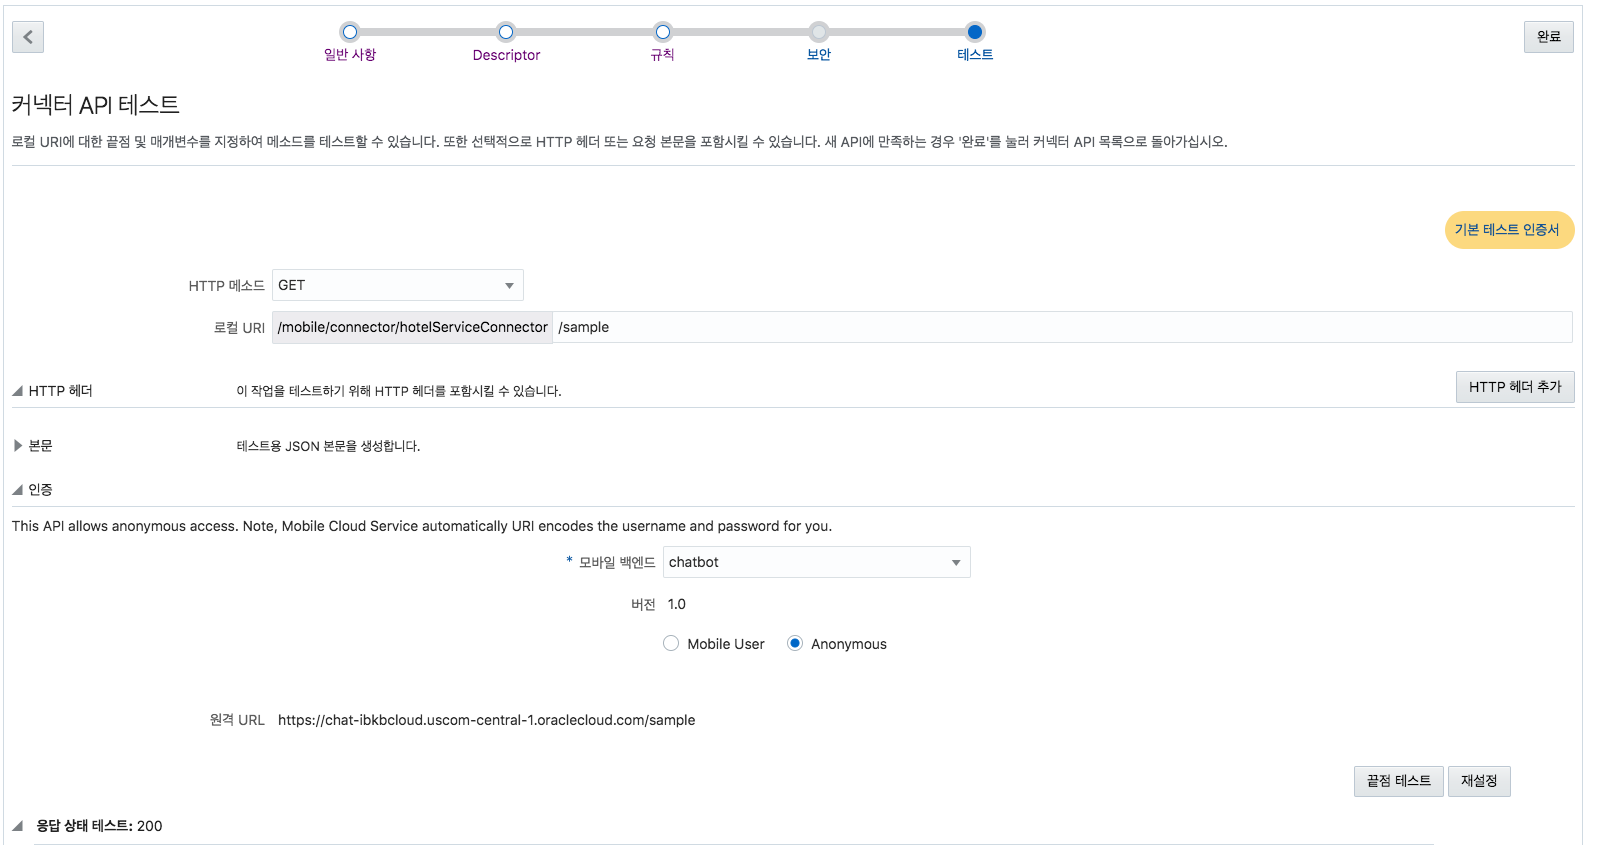 일반 사항
Descriptor
규칙
보안
테스트
완료
커넥터 API 테스트
로컬 URI에 대한 끝점 및 매개변수를 지정하여 메소드를 테스트할 수 있습니다. 또한 선택적으로 HTTP 헤더 또는 요청 본문을 포함시킬 수 있습니다. 새 API에 만족하는 경우 '완료'를 눌러 커넥터 API 목록으로 돌아가십시오.
기본 테스트 인증서
HTTP 메소드 GET
로컬 URI /mobile/connector/hotelServiceConnector /sample
HTTP 헤더 이 작업을 테스트하기 위해 HTTP 헤더를 포함시킬 수 있습니다. HTTP 헤더 추가
본문 테스트용 JSON 본문을 생성합니다.
인증
This API allows anonymous access. Note, Mobile Cloud Service automatically URI encodes the username and password for you.
* 모바일 백엔드 chatbot
버전 1.0
Mobile User Anonymous
원격 URL https://chat-ibkbcloud.uscom-central-1.oraclecloud.com/sample
끝점 테스트 재설정
응답 상태 테스트: 200